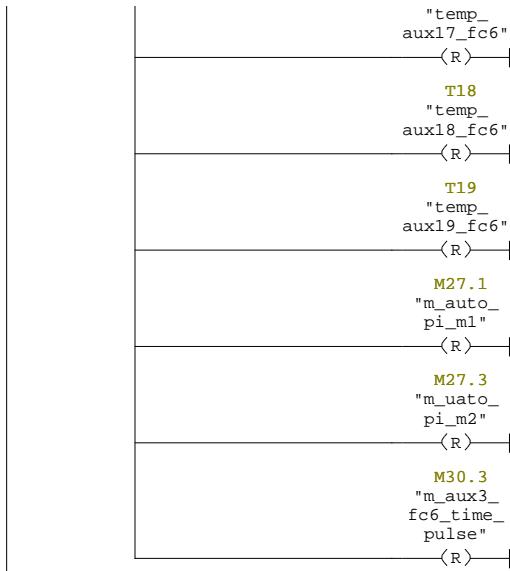 "temp_
aux17_fc6"
(R)
T18
"temp_
aux18_fc6"
(R)
T19
"temp_
aux19_fc6"
(R)
M27.1
"m_auto_
pi_m1"
(R)
M27.3
"m_uato_
pi_m2"
(R)
M30.3
"m_aux3_
fc6_time_
pulse"
(R)